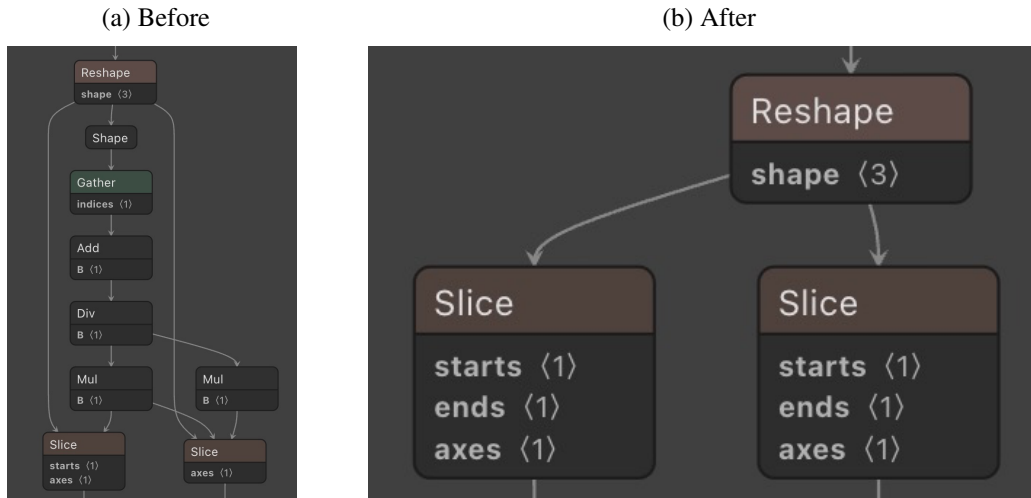 (a) Before
Reshape
shape ⟨3⟩
Shape
Gather
indices ⟨1⟩
Add
B ⟨1⟩
Div
B ⟨1⟩
Mul
B ⟨1⟩
Mul
B ⟨1⟩
Slice
starts ⟨1⟩
axes ⟨1⟩
Slice
axes ⟨1⟩
(b) After
Reshape
shape ⟨3⟩
Slice
starts ⟨1⟩
ends ⟨1⟩
axes ⟨1⟩
Slice
starts ⟨1⟩
ends ⟨1⟩
axes ⟨1⟩